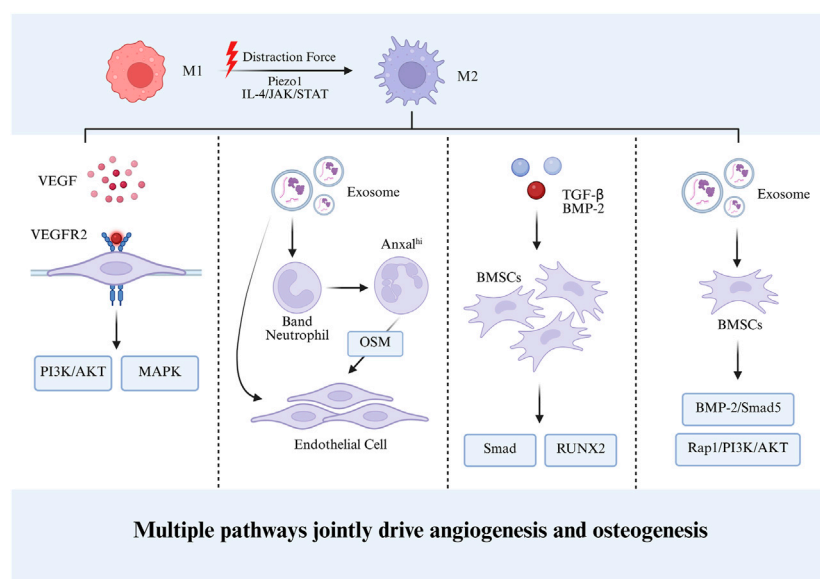 M1
Distraction Force
Piezo1
IL-4/JAK/STAT
M2
VEGF
VEGFR2
PI3K/AKT
MAPK
Exosome
Anxal^hi
Band
Neutrophil
OSM
Endothelial Cell
TGF-β
BMP-2
BMSCs
Smad
RUNX2
Exosome
BMSCs
BMP-2/Smad5
Rap1/PI3K/AKT
Multiple pathways jointly drive angiogenesis and osteogenesis